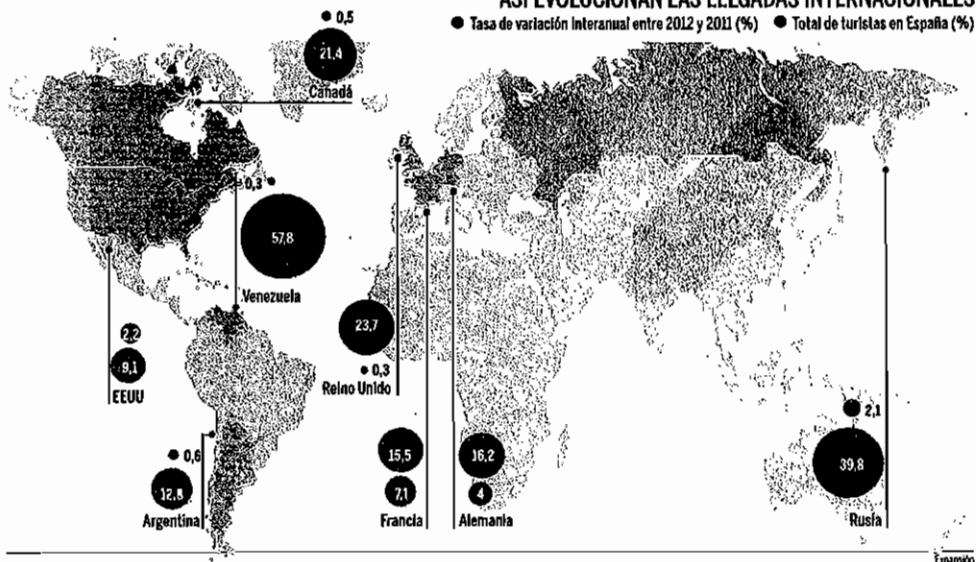 ASÍ EVOLUCIONAN LAS LLEGADAS INTERNACIONALES
Tasa de variación interanual entre 2012 y 2011 (%) Total de turistas en España (%)
0,5
21,4
Canadá
0,3
57,8
Venezuela
23,7
0,3
Reino Unido
2,2
9,1
EEUU
0,6
12,8
Argentina
15,5
7,1
Francia
16,2
4
Alemania
2,1
39,8
Rusia
Expansión